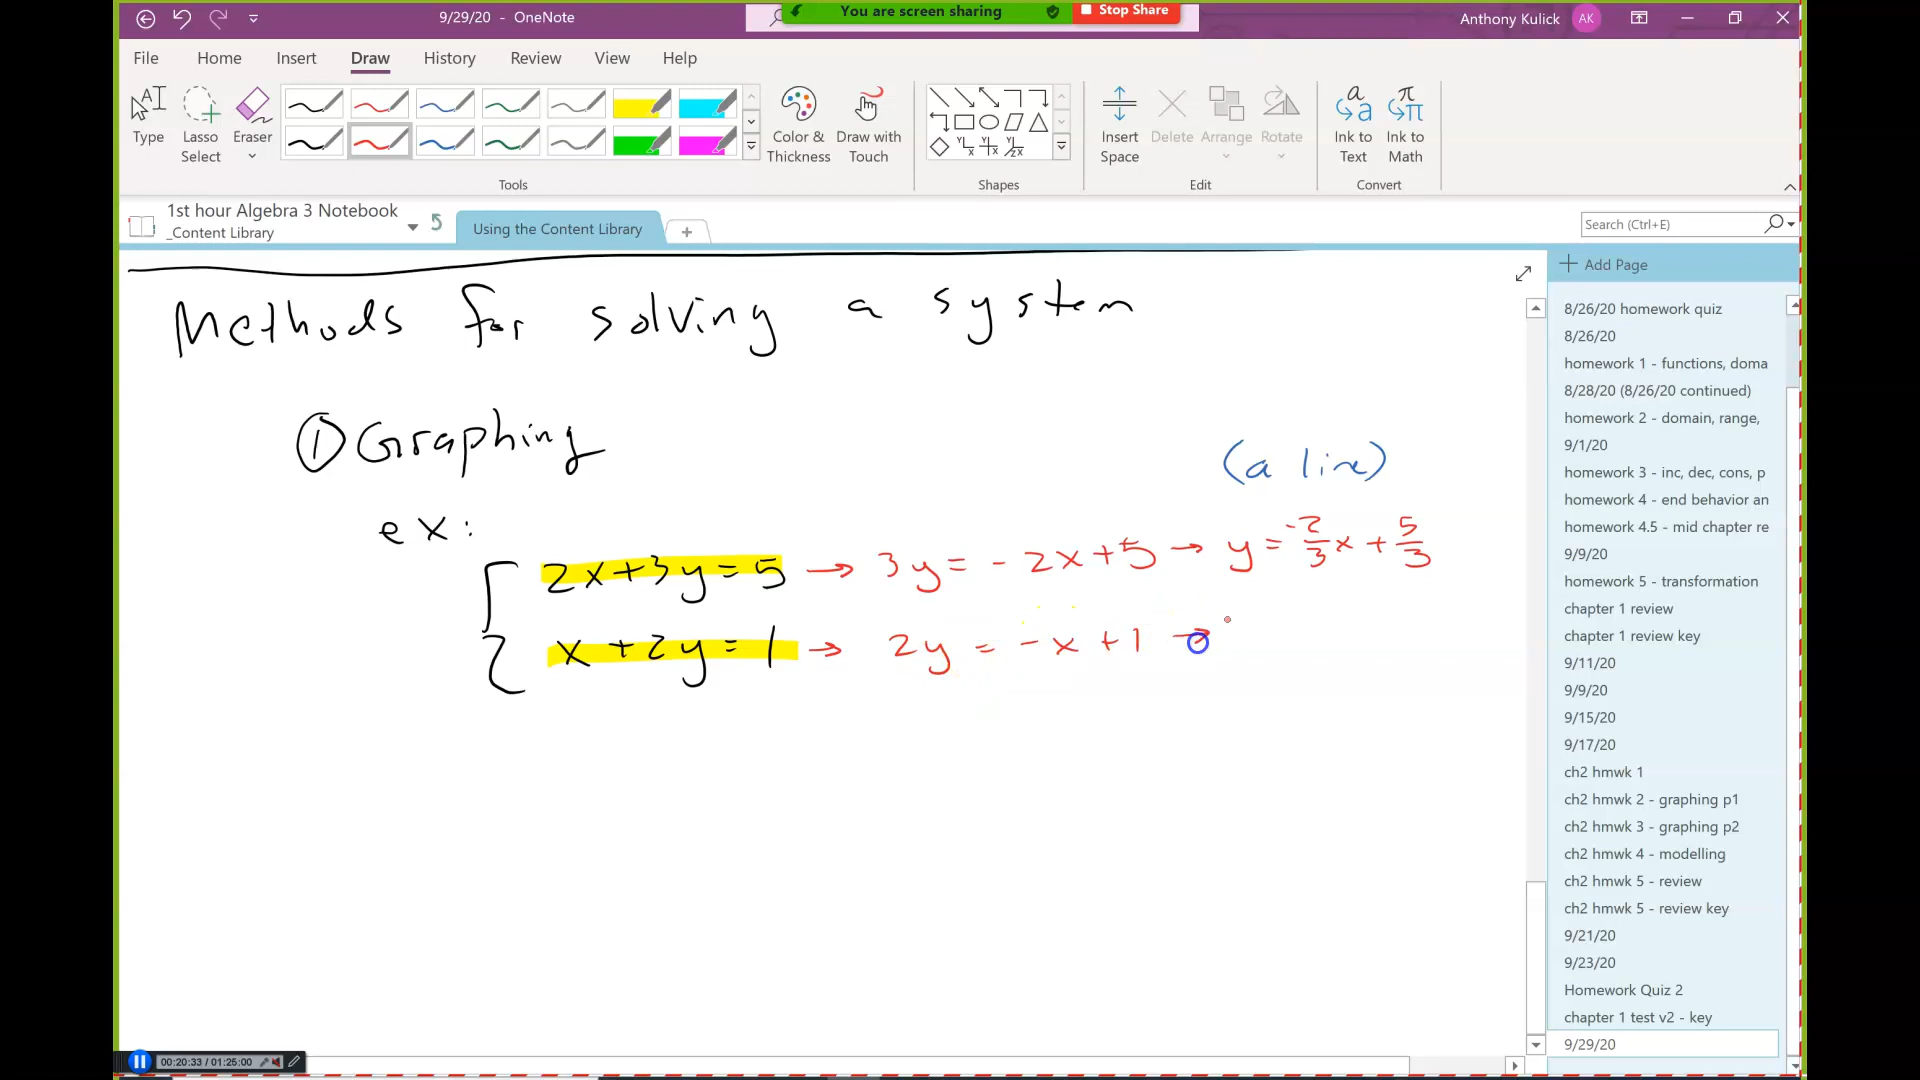 9/29/20 - OneNote
You are screen sharing
Stop Share
Anthony Kulick
AK
File Home Insert Draw History Review View Help
Type
Lasso Select
Eraser
Color & Thickness
Draw with Touch
Insert Space
Delete
Arrange
Rotate
Ink to Text
Ink to Math
Tools
Shapes
Edit
Convert
1st hour Algebra 3 Notebook
_Content Library
Using the Content Library
Search (Ctrl+E)
Add Page
Methods for solving a system
① Graphing
(a line)
ex:
2x+3y=5 → 3y = -2x+5 → y = -2/3 x + 5/3
x+2y=1 → 2y = -x+1 →
8/26/20 homework quiz
8/26/20
homework 1 - functions, doma
8/28/20 (8/26/20 continued)
homework 2 - domain, range,
9/1/20
homework 3 - inc, dec, cons, p
homework 4 - end behavior an
homework 4.5 - mid chapter re
9/9/20
homework 5 - transformation
chapter 1 review
chapter 1 review key
9/11/20
9/9/20
9/15/20
9/17/20
ch2 hmwk 1
ch2 hmwk 2 - graphing p1
ch2 hmwk 3 - graphing p2
ch2 hmwk 4 - modelling
ch2 hmwk 5 - review
ch2 hmwk 5 - review key
9/21/20
9/23/20
Homework Quiz 2
chapter 1 test v2 - key
9/29/20
00:20:33 / 01:25:00